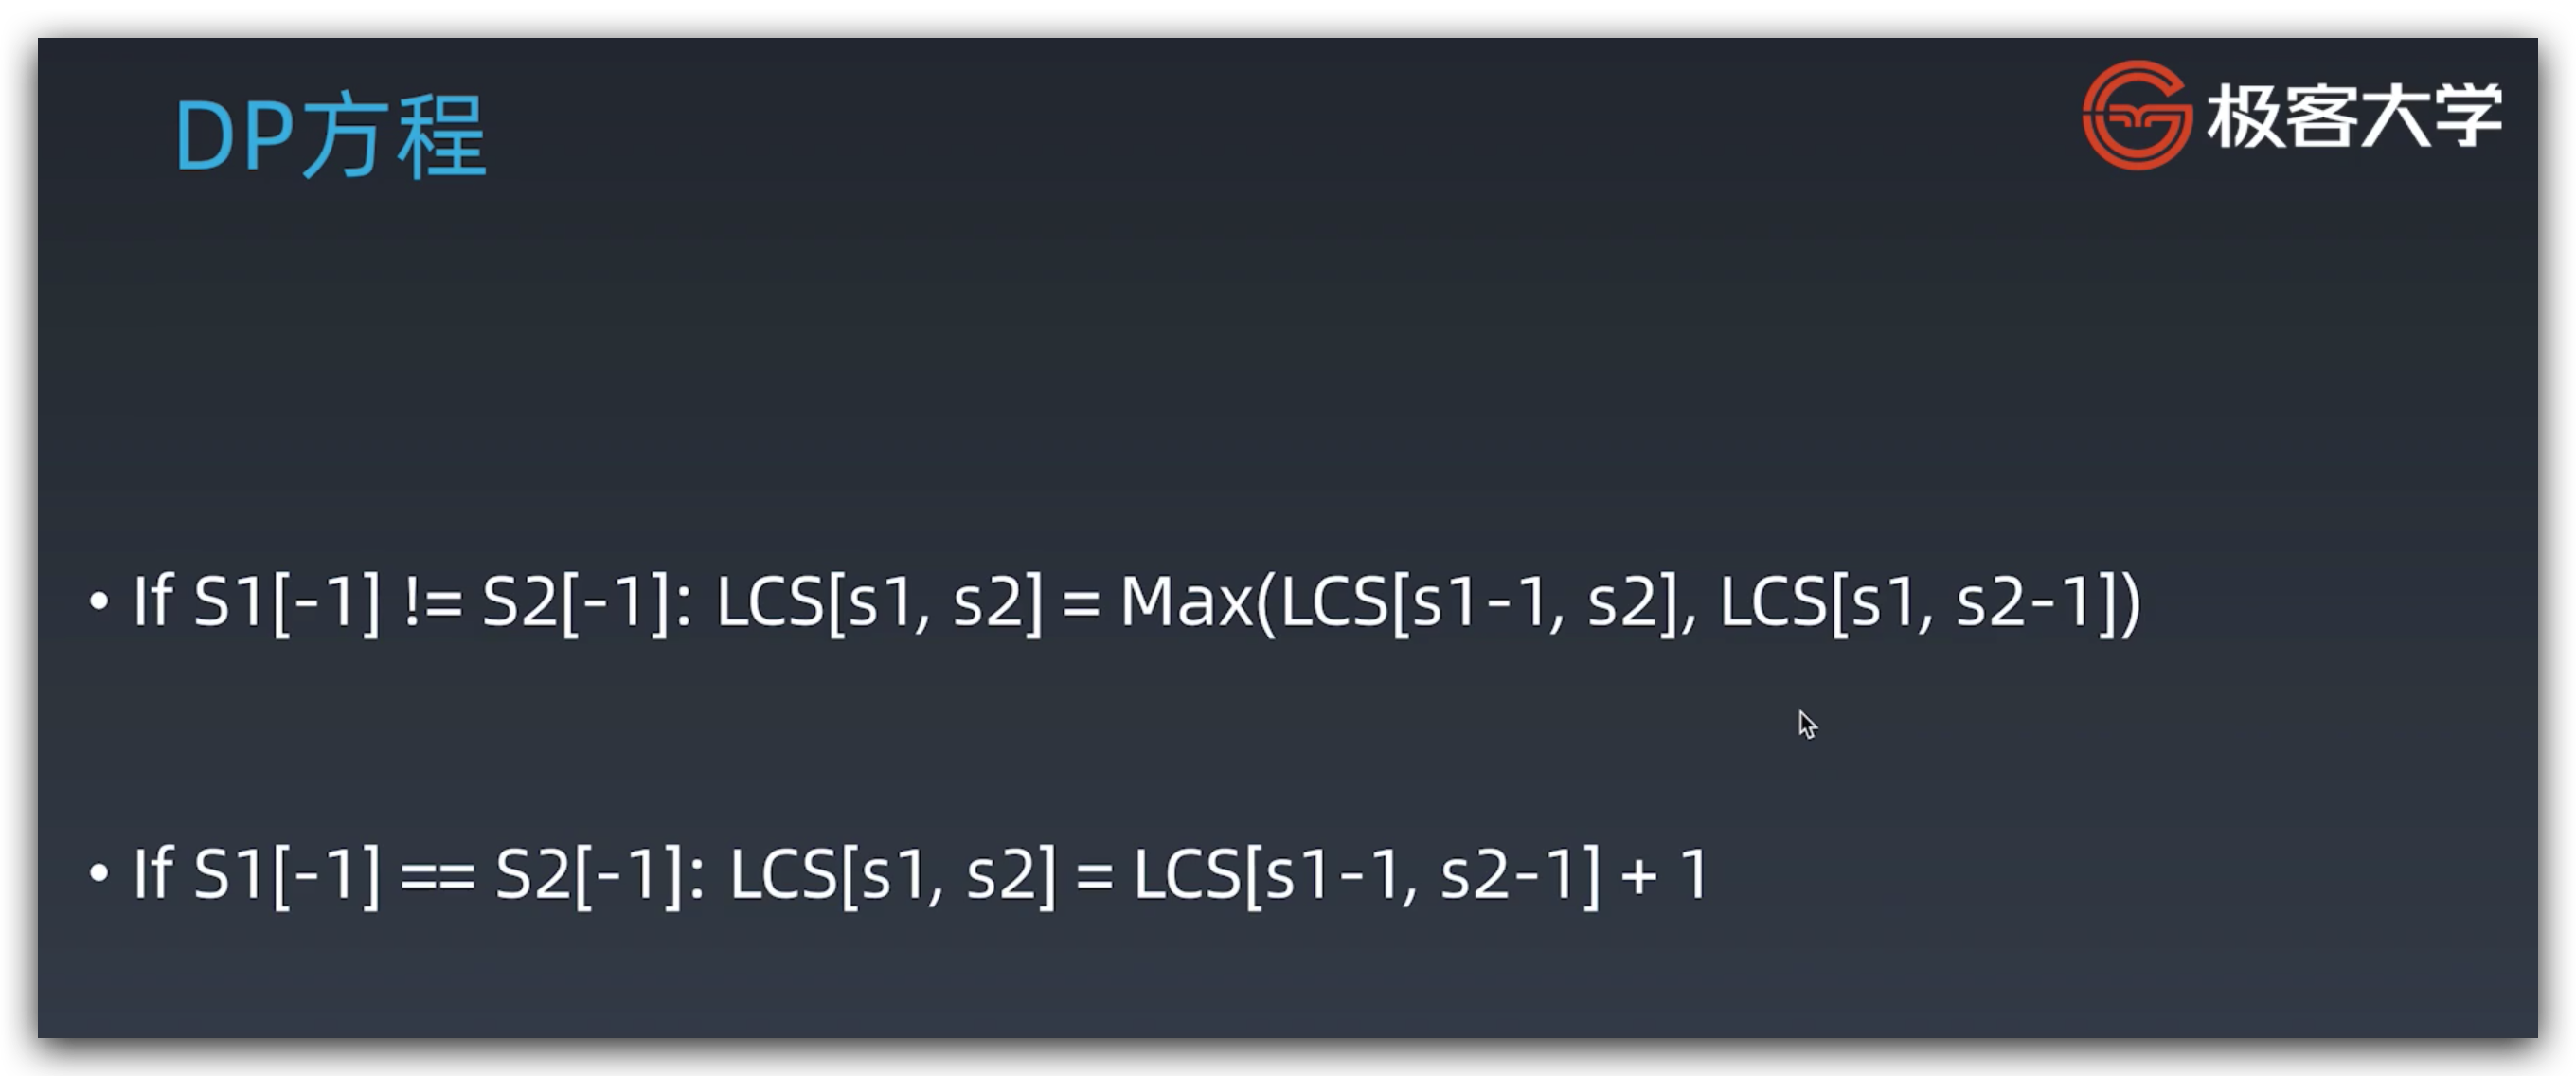 DP方程
极客大学
• If S1[-1] != S2[-1]: LCS[s1, s2] = Max(LCS[s1-1, s2], LCS[s1, s2-1])
• If S1[-1] == S2[-1]: LCS[s1, s2] = LCS[s1-1, s2-1] + 1